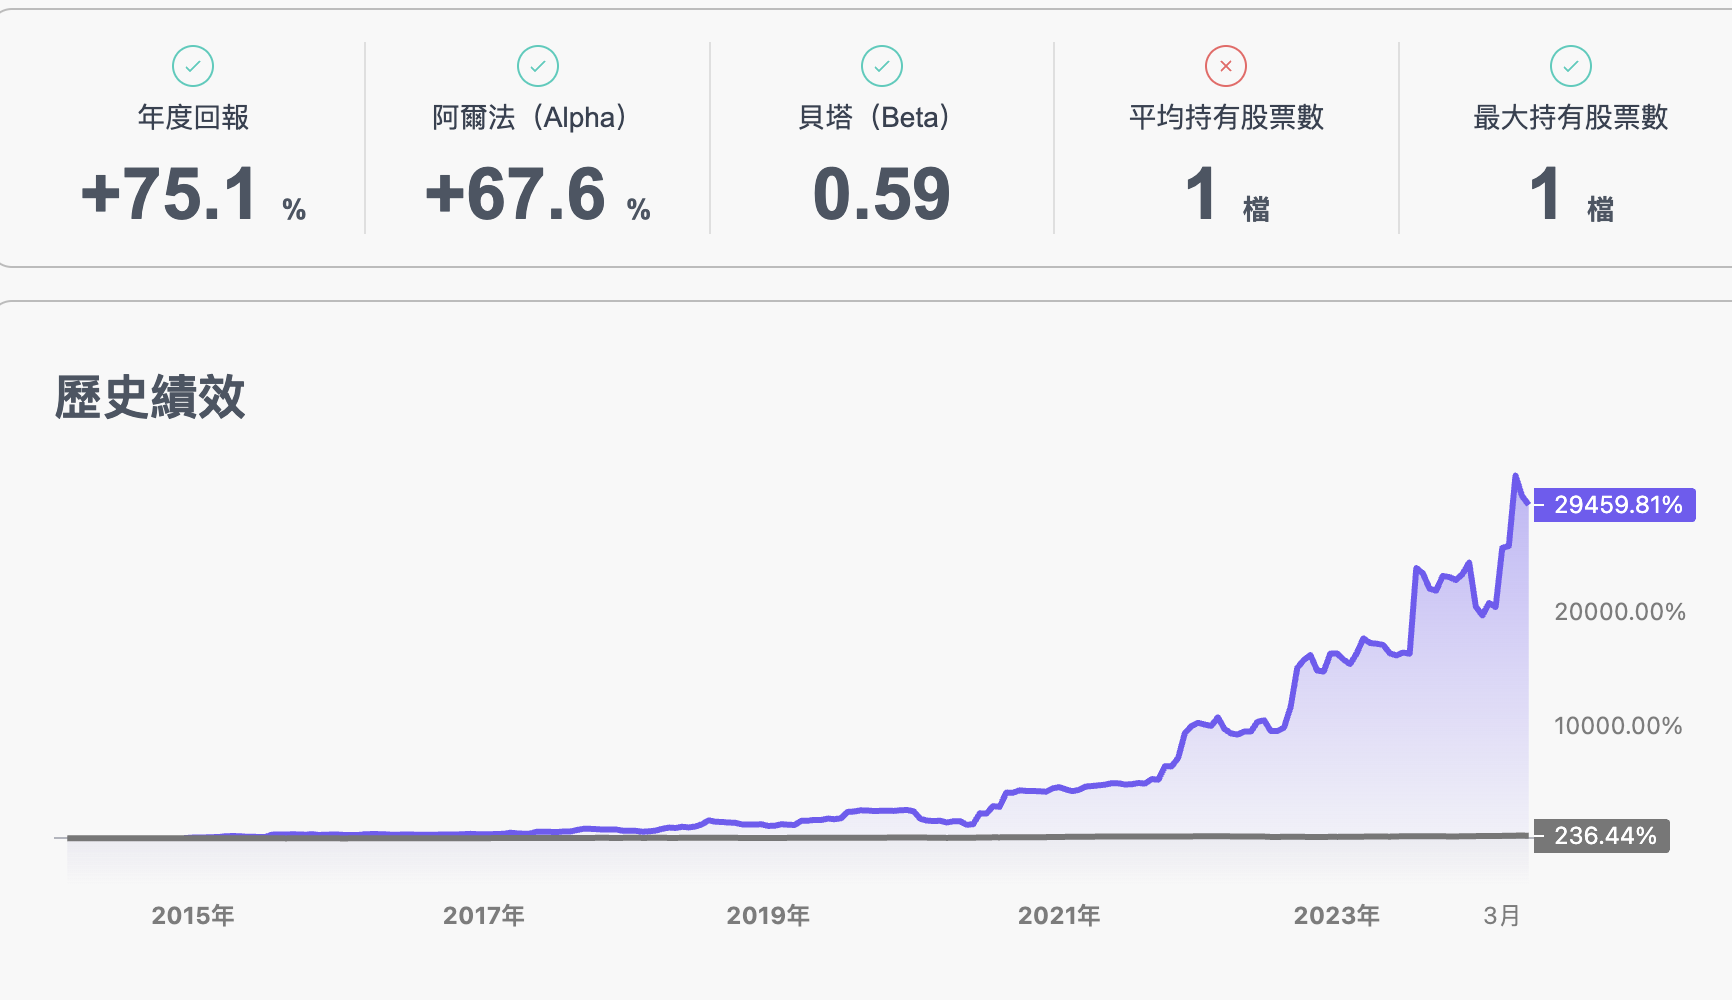 年度回報
+75.1 %
阿爾法（Alpha）
+67.6 %
貝塔（Beta）
0.59
平均持有股票數
1 檔
最大持有股票數
1 檔
歷史績效
29459.81%
20000.00%
10000.00%
236.44%
2015年 2017年 2019年 2021年 2023年 3月